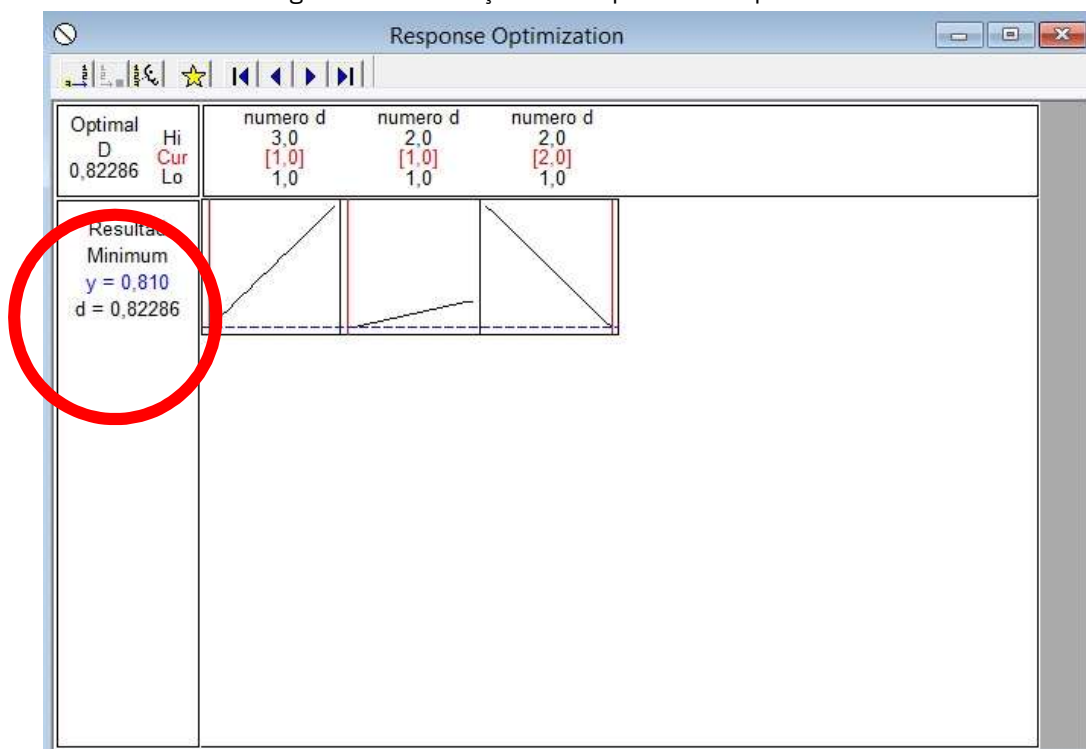 Response Optimization
Optimal
D
0,82286
Hi
Cur
Lo
numero d
3,0
[1,0]
1,0
numero d
2,0
[1,0]
1,0
numero d
2,0
[2,0]
1,0
Minimum
y = 0,810
d = 0,82286